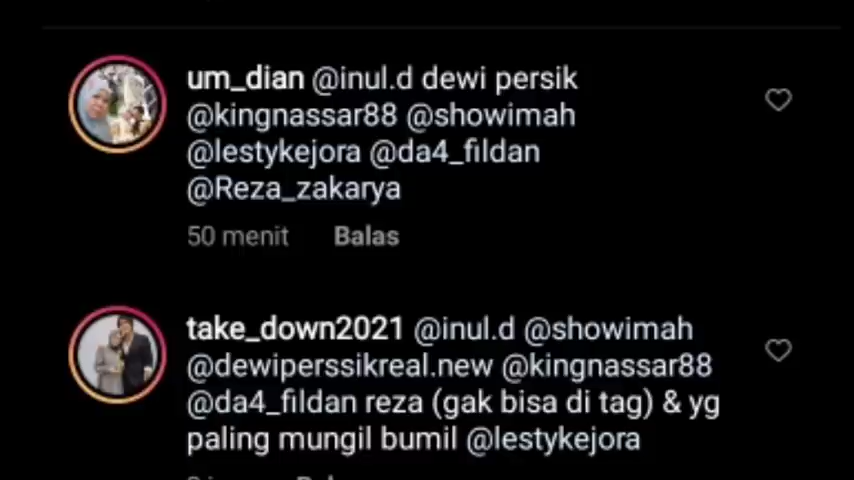 um_dian @inul.d dewi persik
@kingnassar88 @showimah
@lestykejora @da4_fildan
@Reza_zakarya
50 menit Balas
take_down2021 @inul.d @showimah
@dewiperssikreal.new @kingnassar88
@da4_fildan reza (gak bisa di tag) & yg
paling mungil bumil @lestykejora